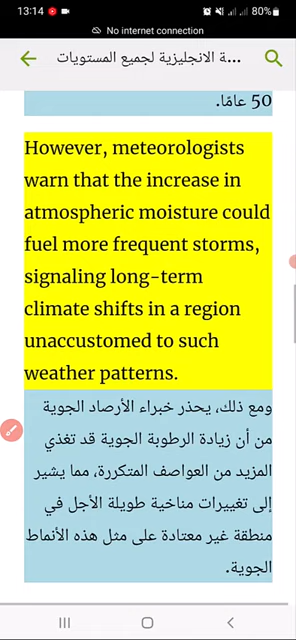 13:14
80%
No internet connection
...ة الانجليزية لجميع المستويات
50 عامًا.
However, meteorologists
warn that the increase in
atmospheric moisture could
fuel more frequent storms,
signaling long-term
climate shifts in a region
unaccustomed to such
weather patterns.
ومع ذلك، يحذر خبراء الأرصاد الجوية
من أن زيادة الرطوبة الجوية قد تغذي
المزيد من العواصف المتكررة، مما يشير
إلى تغييرات مناخية طويلة الأجل في
منطقة غير معتادة على مثل هذه الأنماط
الجوية.